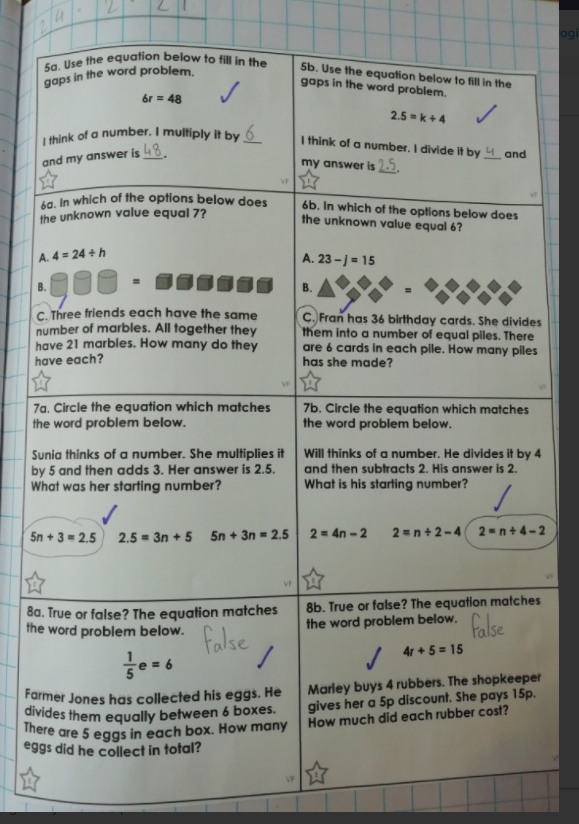 24.2.21
5a. Use the equation below to fill in the
gaps in the word problem.
6r = 48
I think of a number. I multiply it by 6
and my answer is 48.
VF
5b. Use the equation below to fill in the
gaps in the word problem.
2.5 = k ÷ 4
I think of a number. I divide it by 4 and
my answer is 2.5.
VF
6a. In which of the options below does
the unknown value equal 7?
A. 4 = 24 ÷ h
B. =
C. Three friends each have the same
number of marbles. All together they
have 21 marbles. How many do they
have each?
VF
6b. In which of the options below does
the unknown value equal 6?
A. 23 – j = 15
B. =
C. Fran has 36 birthday cards. She divides
them into a number of equal piles. There
are 6 cards in each pile. How many piles
has she made?
VF
7a. Circle the equation which matches
the word problem below.
Sunia thinks of a number. She multiplies it
by 5 and then adds 3. Her answer is 2.5.
What was her starting number?
5n + 3 = 2.5 2.5 = 3n + 5 5n + 3n = 2.5
VF
7b. Circle the equation which matches
the word problem below.
Will thinks of a number. He divides it by 4
and then subtracts 2. His answer is 2.
What is his starting number?
2 = 4n – 2 2 = n ÷ 2 – 4 2 = n ÷ 4 – 2
VF
8a. True or false? The equation matches
the word problem below. False
1/5 e = 6
Farmer Jones has collected his eggs. He
divides them equally between 6 boxes.
There are 5 eggs in each box. How many
eggs did he collect in total?
VF
8b. True or false? The equation matches
the word problem below. False
4r + 5 = 15
Marley buys 4 rubbers. The shopkeeper
gives her a 5p discount. She pays 15p.
How much did each rubber cost?